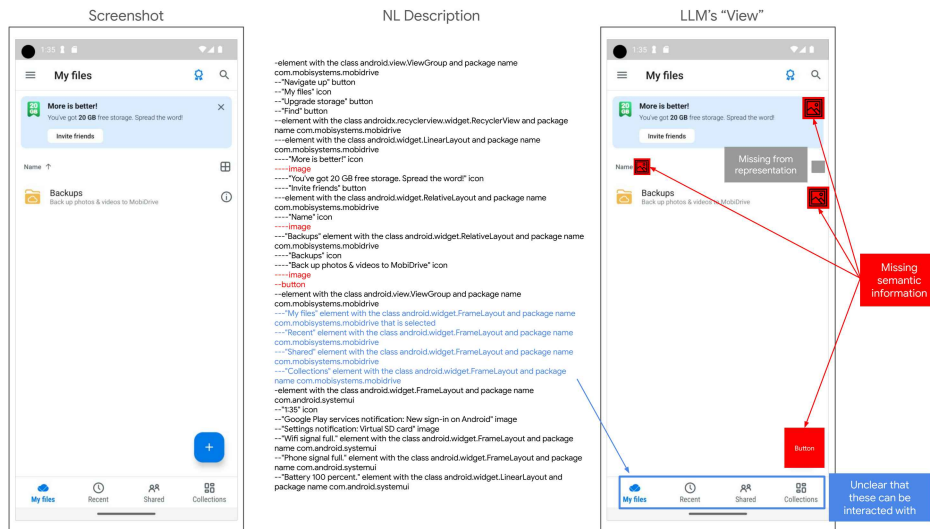 Screenshot
NL Description
LLM's “View”
1:35
My files
20 GB
More is better!
You've got 20 GB free storage. Spread the word!
Invite friends
Name ↑
Backups
Back up photos & videos to MobiDrive
+
My files
Recent
Shared
Collections
-element with the class android.view.ViewGroup and package name
com.mobisystems.mobidrive
--"Navigate up" button
--"My files" icon
--"Upgrade storage" button
--"Find" button
--element with the class androidx.recyclerview.widget.RecyclerView and package
name com.mobisystems.mobidrive
---element with the class android.widget.LinearLayout and package name
com.mobisystems.mobidrive
----"More is better!" icon
----image
----"You've got 20 GB free storage. Spread the word!" icon
----"Invite friends" button
---element with the class android.widget.RelativeLayout and package name
com.mobisystems.mobidrive
----"Name" icon
----image
---"Backups" element with the class android.widget.RelativeLayout and package name
com.mobisystems.mobidrive
----"Backups" icon
----"Back up photos & videos to MobiDrive" icon
----image
--button
--element with the class android.view.ViewGroup and package name
com.mobisystems.mobidrive
---"My files" element with the class android.widget.FrameLayout and package name
com.mobisystems.mobidrive that is selected
---"Recent" element with the class android.widget.FrameLayout and package name
com.mobisystems.mobidrive
---"Shared" element with the class android.widget.FrameLayout and package name
com.mobisystems.mobidrive
---"Collections" element with the class android.widget.FrameLayout and package
name com.mobisystems.mobidrive
-element with the class android.widget.FrameLayout and package name
com.android.systemui
--"1:35" icon
--"Google Play services notification: New sign-in on Android" image
--"Settings notification: Virtual SD card" image
--"Wifi signal full." element with the class android.widget.FrameLayout and package
name com.android.systemui
--"Phone signal full." element with the class android.widget.FrameLayout and package
name com.android.systemui
--"Battery 100 percent." element with the class android.widget.LinearLayout and
package name com.android.systemui
1:35
My files
20 GB
More is better!
You've got 20 GB free storage. Spread the word!
Invite friends
Name
Missing from
representation
Backups
Back up photos & videos to MobiDrive
Missing
semantic
information
Button
My files
Recent
Shared
Collections
Unclear that
these can be
interacted with